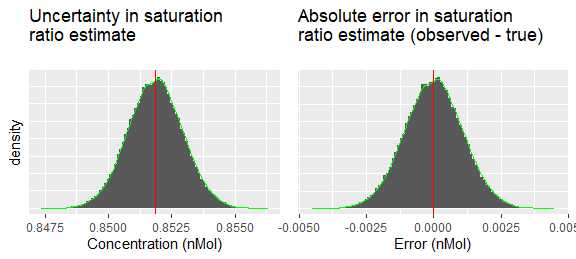 Uncertainty in saturation
ratio estimate
density
0.8475 0.8500 0.8525 0.8550
Concentration (nMol)
Absolute error in saturation
ratio estimate (observed - true)
-0.0050 -0.0025 0.0000 0.0025 0.005
Error (nMol)